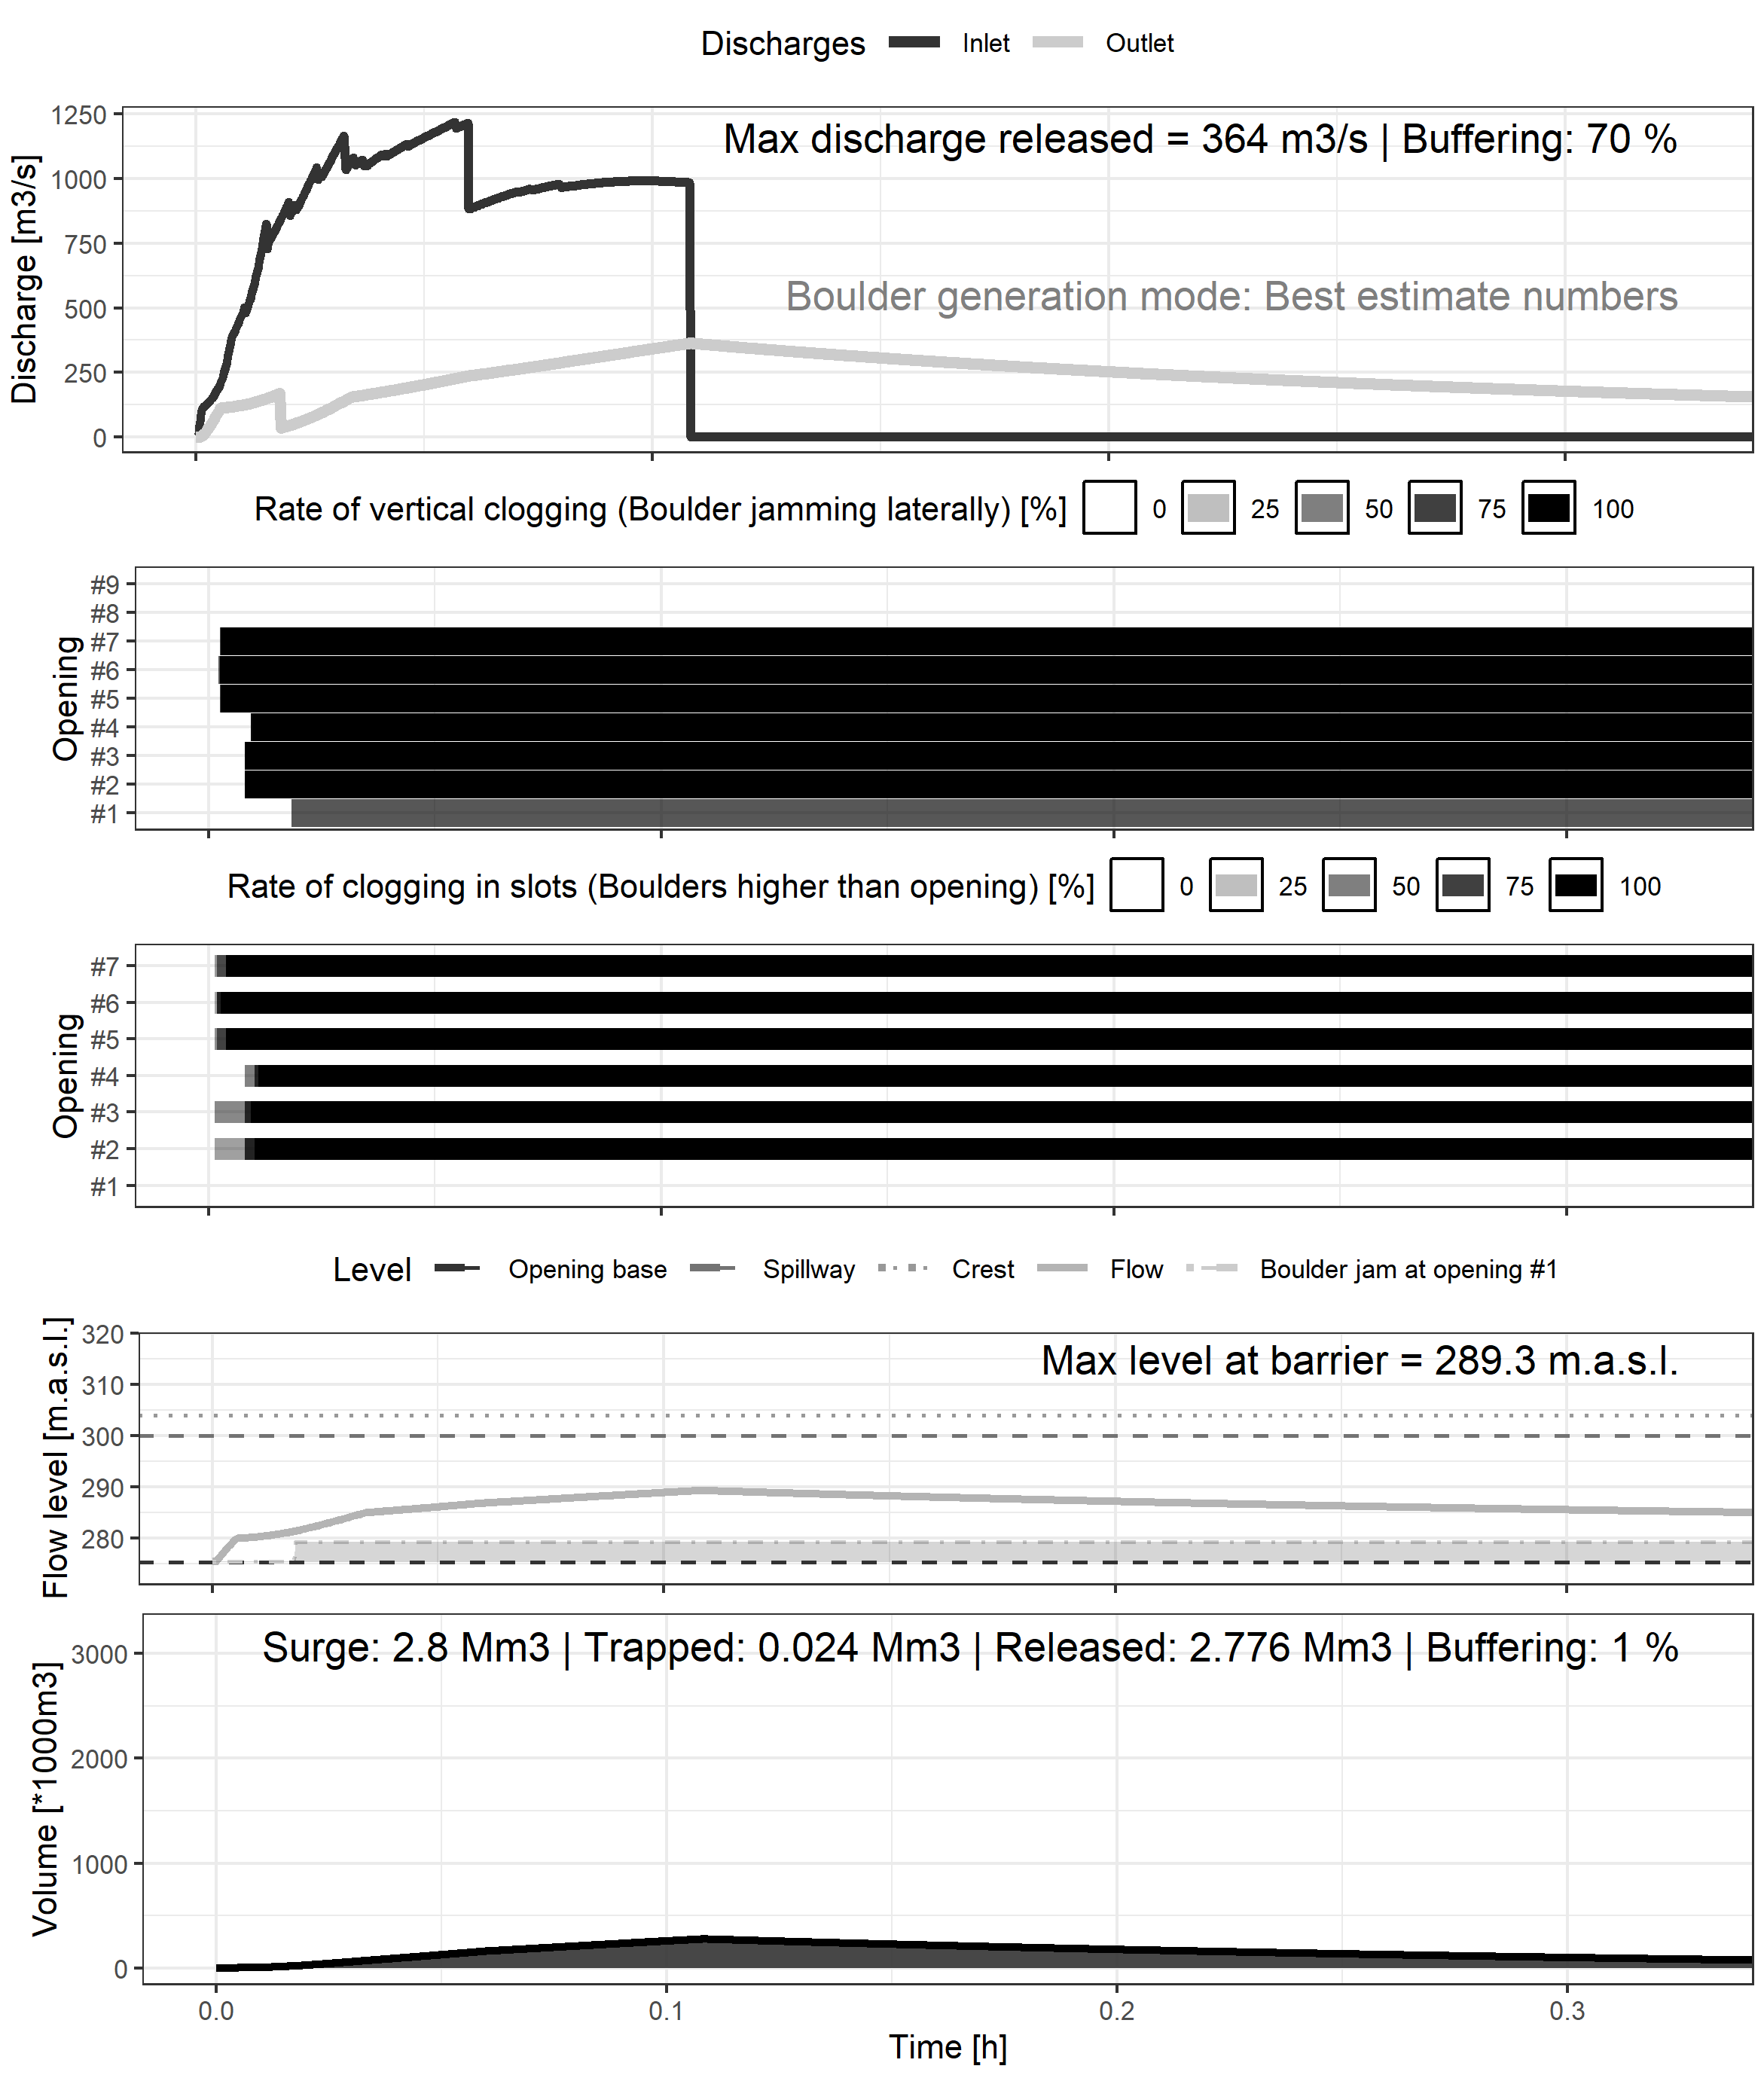 Discharges Inlet Outlet
Discharge [m3/s]
1250
1000
750
500
250
0
Max discharge released = 364 m3/s | Buffering: 70 %
Boulder generation mode: Best estimate numbers
Rate of vertical clogging (Boulder jamming laterally) [%] 0 25 50 75 100
Opening
#9
#8
#7
#6
#5
#4
#3
#2
#1
Rate of clogging in slots (Boulders higher than opening) [%] 0 25 50 75 100
Opening
#7
#6
#5
#4
#3
#2
#1
Level Opening base Spillway Crest Flow Boulder jam at opening #1
Flow level [m.a.s.l.]
320
310
300
290
280
Max level at barrier = 289.3 m.a.s.l.
Volume [*1000m3]
3000
2000
1000
0
Surge: 2.8 Mm3 | Trapped: 0.024 Mm3 | Released: 2.776 Mm3 | Buffering: 1 %
0.0 0.1 0.2 0.3
Time [h]